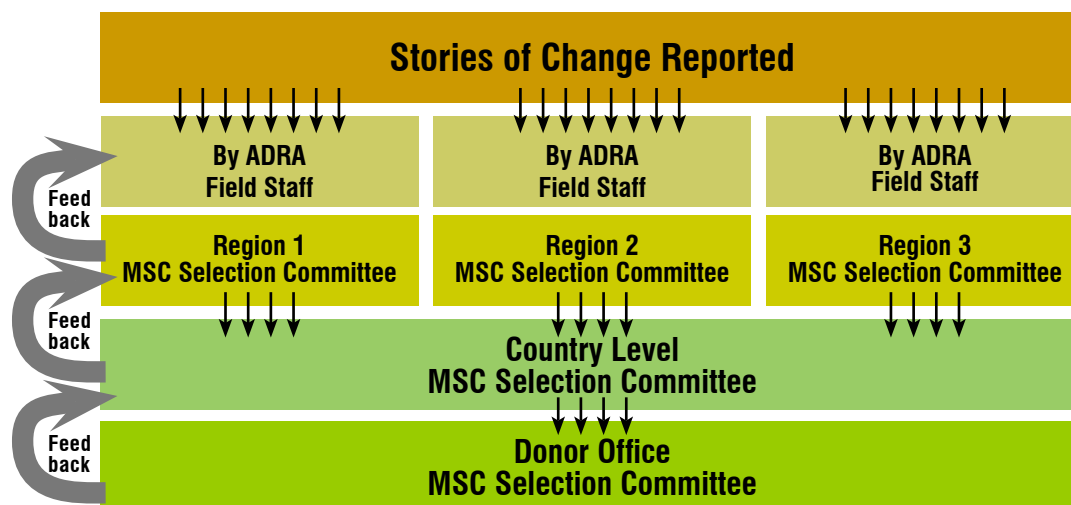 Stories of Change Reported
By ADRA
Field Staff
By ADRA
Field Staff
By ADRA
Field Staff
Feed
back
Region 1
MSC Selection Committee
Region 2
MSC Selection Committee
Region 3
MSC Selection Committee
Feed
back
Country Level
MSC Selection Committee
Feed
back
Donor Office
MSC Selection Committee